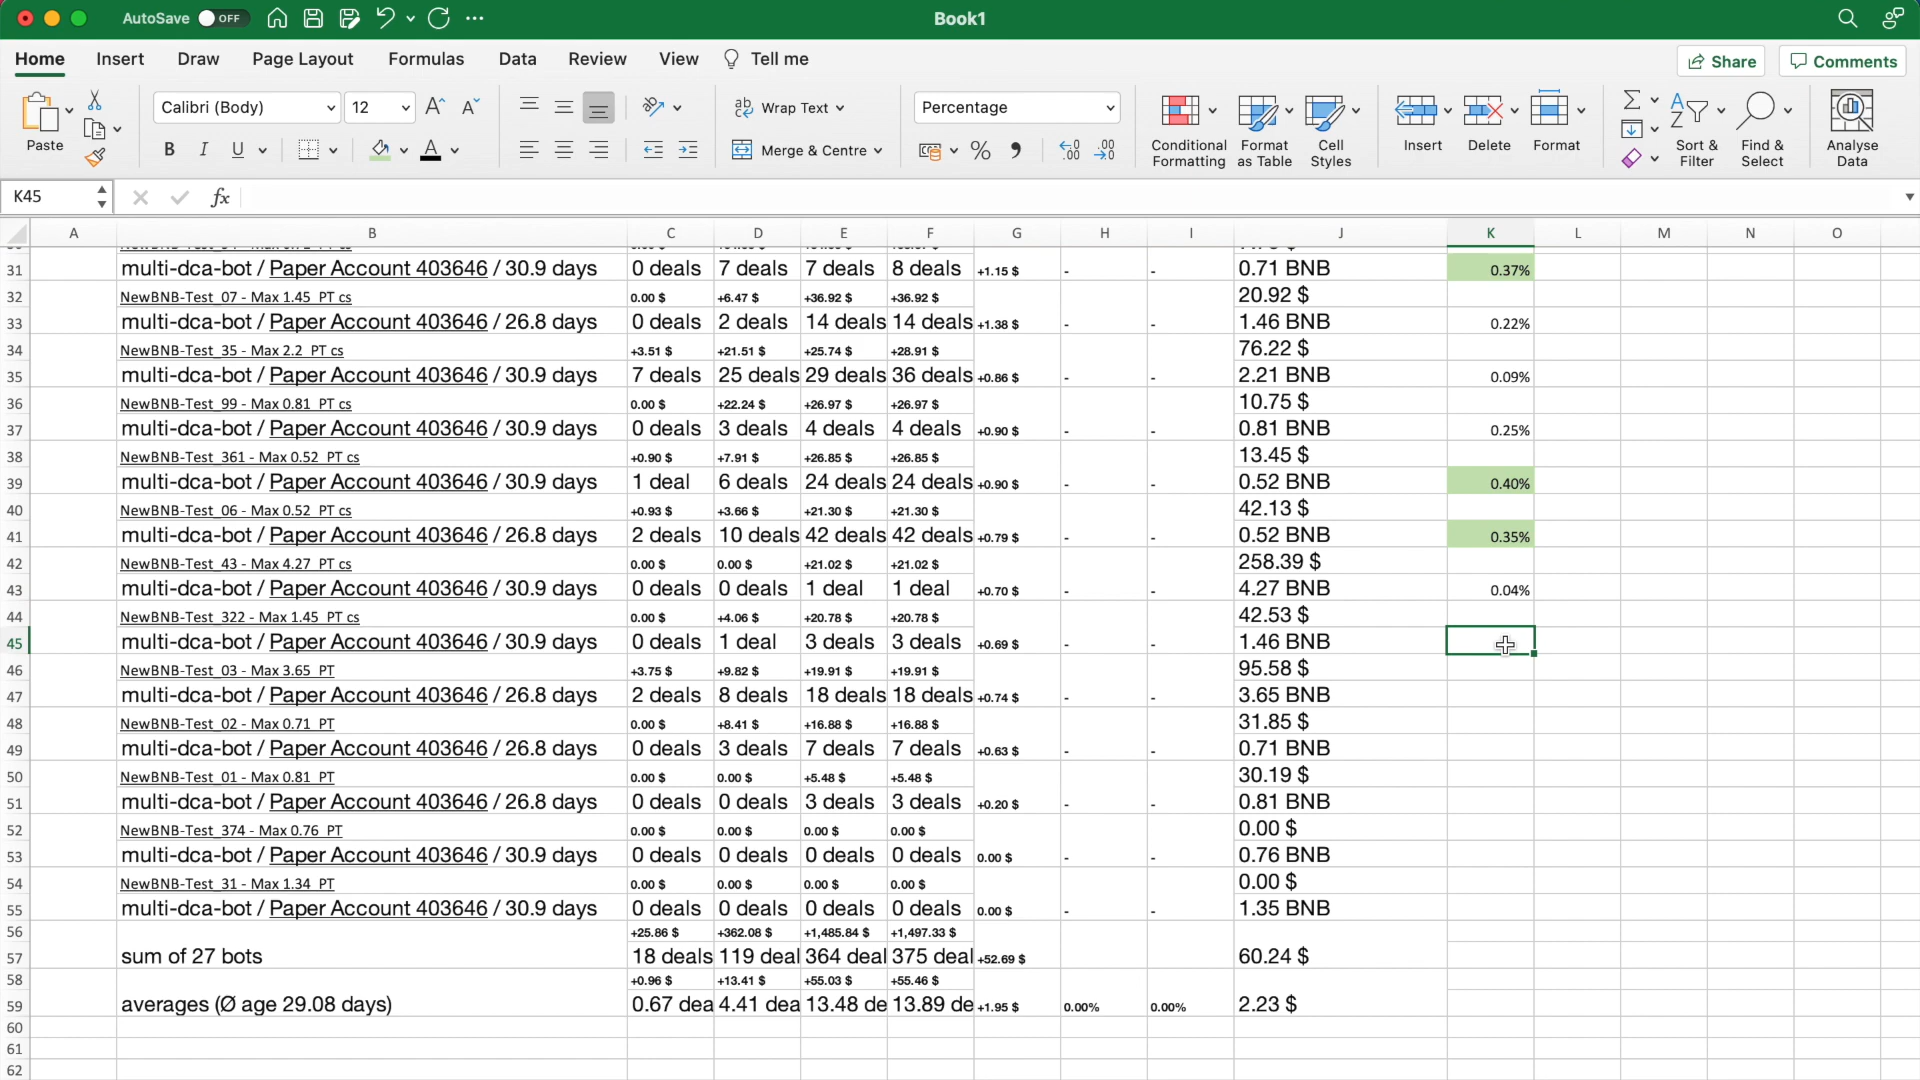 AutoSave OFF Book1
Home Insert Draw Page Layout Formulas Data Review View Tell me Share Comments
Paste Calibri (Body) 12 A^ A˅ Wrap Text Percentage Conditional Formatting Format as Table Cell Styles Insert Delete Format Sort & Filter Find & Select Analyse Data
B I U A Merge & Centre % 
K45 fx
A B C D E F G H I J K L M N O
31 multi-dca-bot / Paper Account 403646 / 30.9 days 0 deals 7 deals 7 deals 8 deals +1.15 $ - - 0.71 BNB 0.37%
32 NewBNB-Test_07 - Max 1.45 PT cs 0.00 $ +6.47 $ +36.92 $ +36.92 $ 20.92 $
33 multi-dca-bot / Paper Account 403646 / 26.8 days 0 deals 2 deals 14 deals 14 deals +1.38 $ - - 1.46 BNB 0.22%
34 NewBNB-Test_35 - Max 2.2 PT cs +3.51 $ +21.51 $ +25.74 $ +28.91 $ 76.22 $
35 multi-dca-bot / Paper Account 403646 / 30.9 days 7 deals 25 deals 29 deals 36 deals +0.86 $ - - 2.21 BNB 0.09%
36 NewBNB-Test_99 - Max 0.81 PT cs 0.00 $ +22.24 $ +26.97 $ +26.97 $ 10.75 $
37 multi-dca-bot / Paper Account 403646 / 30.9 days 0 deals 3 deals 4 deals 4 deals +0.90 $ - - 0.81 BNB 0.25%
38 NewBNB-Test_361 - Max 0.52 PT cs +0.90 $ +7.91 $ +26.85 $ +26.85 $ 13.45 $
39 multi-dca-bot / Paper Account 403646 / 30.9 days 1 deal 6 deals 24 deals 24 deals +0.90 $ - - 0.52 BNB 0.40%
40 NewBNB-Test_06 - Max 0.52 PT cs +0.93 $ +3.66 $ +21.30 $ +21.30 $ 42.13 $
41 multi-dca-bot / Paper Account 403646 / 26.8 days 2 deals 10 deals 42 deals 42 deals +0.79 $ - - 0.52 BNB 0.35%
42 NewBNB-Test_43 - Max 4.27 PT cs 0.00 $ 0.00 $ +21.02 $ +21.02 $ 258.39 $
43 multi-dca-bot / Paper Account 403646 / 30.9 days 0 deals 0 deals 1 deal 1 deal +0.70 $ - - 4.27 BNB 0.04%
44 NewBNB-Test_322 - Max 1.45 PT cs 0.00 $ +4.06 $ +20.78 $ +20.78 $ 42.53 $
45 multi-dca-bot / Paper Account 403646 / 30.9 days 0 deals 1 deal 3 deals 3 deals +0.69 $ - - 1.46 BNB
46 NewBNB-Test_03 - Max 3.65 PT +3.75 $ +9.82 $ +19.91 $ +19.91 $ 95.58 $
47 multi-dca-bot / Paper Account 403646 / 26.8 days 2 deals 8 deals 18 deals 18 deals +0.74 $ - - 3.65 BNB
48 NewBNB-Test_02 - Max 0.71 PT 0.00 $ +8.41 $ +16.88 $ +16.88 $ 31.85 $
49 multi-dca-bot / Paper Account 403646 / 26.8 days 0 deals 3 deals 7 deals 7 deals +0.63 $ - - 0.71 BNB
50 NewBNB-Test_01 - Max 0.81 PT 0.00 $ 0.00 $ +5.48 $ +5.48 $ 30.19 $
51 multi-dca-bot / Paper Account 403646 / 26.8 days 0 deals 0 deals 3 deals 3 deals +0.20 $ - - 0.81 BNB
52 NewBNB-Test_374 - Max 0.76 PT 0.00 $ 0.00 $ 0.00 $ 0.00 $ 0.00 $
53 multi-dca-bot / Paper Account 403646 / 30.9 days 0 deals 0 deals 0 deals 0 deals 0.00 $ - - 0.76 BNB
54 NewBNB-Test_31 - Max 1.34 PT 0.00 $ 0.00 $ 0.00 $ 0.00 $ 0.00 $
55 multi-dca-bot / Paper Account 403646 / 30.9 days 0 deals 0 deals 0 deals 0 deals 0.00 $ - - 1.35 BNB
56 +25.86 $ +362.08 $ +1,485.84 $ +1,497.33 $
57 sum of 27 bots 18 deals 119 deal 364 deal 375 deal +52.69 $ 60.24 $
58 +0.96 $ +13.41 $ +55.03 $ +55.46 $
59 averages (Ø age 29.08 days) 0.67 dea 4.41 dea 13.48 de 13.89 de +1.95 $ 0.00% 0.00% 2.23 $
60
61
62